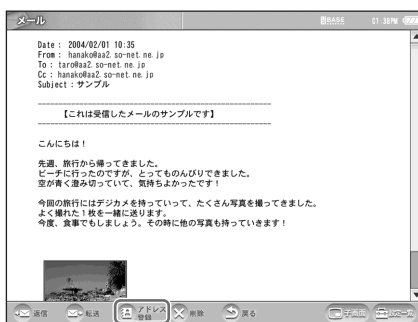 メール
BASE 01:38PM
Date : 2004/02/01 10:35
From : hanako@aa2.so-net.ne.jp
To : taro@aa2.so-net.ne.jp
Cc : hanako@aa2.so-net.ne.jp
Subject : サンプル
【これは受信したメールのサンプルです】
こんにちは！
先週、旅行から帰ってきました。
ビーチに行ったのですが、とってものんびりできました。
空が青く澄み切っていて、気持ちよかったです！
今回の旅行にはデジカメを持っていって、たくさん写真を撮ってきました。
よく撮れた１枚を一緒に送ります。
今度、食事でもしましょう。その時に他の写真も持っていきます！
返信 転送 アドレス登録 削除 戻る 子画面